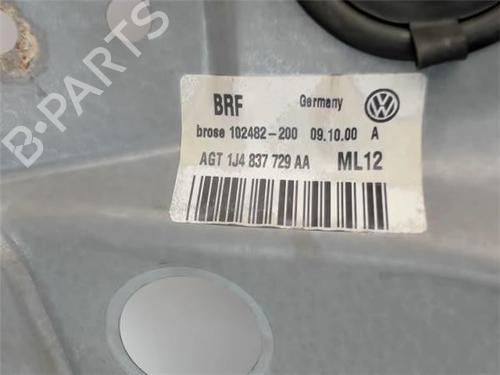 BRF Germany
brose 102482-200 09.10.00 A
AGT 1J4 837 729 AA ML12
B-PARTS